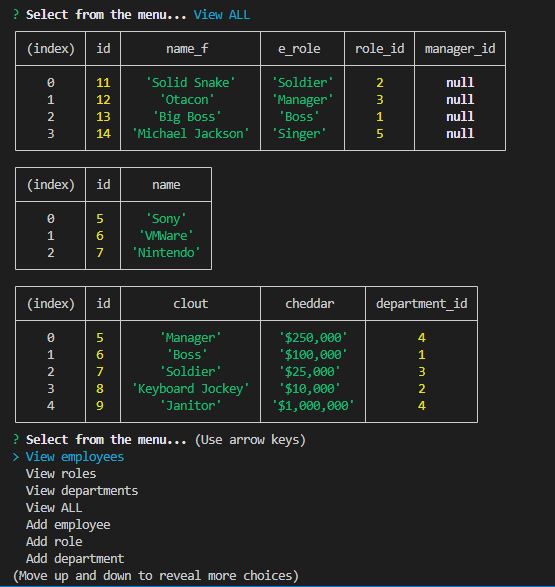 ? Select from the menu... View ALL
(index) id name_f e_role role_id manager_id
0 11 'Solid Snake' 'Soldier' 2 null
1 12 'Otacon' 'Manager' 3 null
2 13 'Big Boss' 'Boss' 1 null
3 14 'Michael Jackson' 'Singer' 5 null
(index) id name
0 5 'Sony'
1 6 'VMWare'
2 7 'Nintendo'
(index) id clout cheddar department_id
0 5 'Manager' '$250,000' 4
1 6 'Boss' '$100,000' 1
2 7 'Soldier' '$25,000' 3
3 8 'Keyboard Jockey' '$10,000' 2
4 9 'Janitor' '$1,000,000' 4
? Select from the menu... (Use arrow keys)
> View employees
View roles
View departments
View ALL
Add employee
Add role
Add department
(Move up and down to reveal more choices)